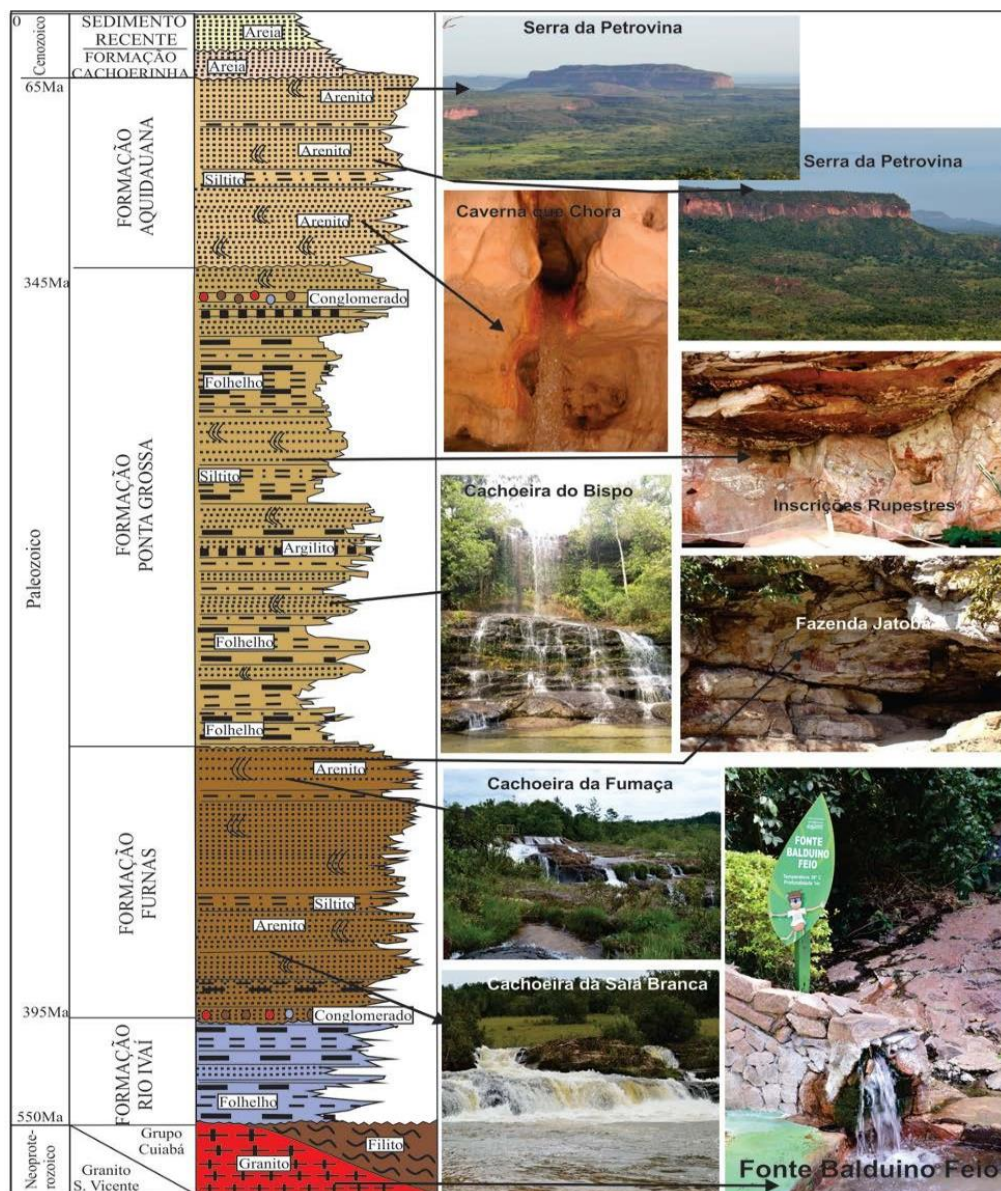 0
Cenozoico
SEDIMENTO
RECENTE
FORMAÇÃO
CACHOERINHA
Areia
Areia
65Ma
Paleozoico
FORMAÇÃO
AQUIDAUANA
Arenito
Arenito
Siltito
Arenito
345Ma
FORMAÇÃO
PONTA GROSSA
Conglomerado
Folhelho
Siltito
Argilito
Folhelho
Folhelho
FORMAÇÃO
FURNAS
Arenito
Siltito
Arenito
Conglomerado
395Ma
FORMAÇÃO
RIO IVAÍ
Folhelho
550Ma
Neoprote-
rozoico
Grupo
Cuiabá
Granito
S. Vicente
Filito
Granito
Serra da Petrovina
Serra da Petrovina
Caverna que Chora
Inscrições Rupestres
Cachoeira do Bispo
Fazenda Jatobá
Cachoeira da Fumaça
Cachoeira da Sala Branca
FONTE
BALDUINO
FEIO
Fonte Balduino Feio